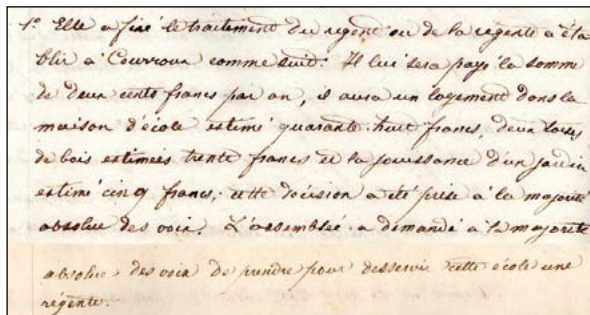 1.º Elle a fixé le traitement du régent ou de la régente à éta
blir à Courroux comme suit: Il lui sera payé la somme
de deux cents francs par an, il aura un logement dans la
maison d'école estimé quarante-huit francs, deux toises
de bois estimées trente francs et la jouissance d'un jardin
estimé cinq francs; cette décision a été prise à la majorité
absolue des voix. L'assemblée a demandé à la majorité
absolue des voix de prendre pour desservir cette école une
régente.